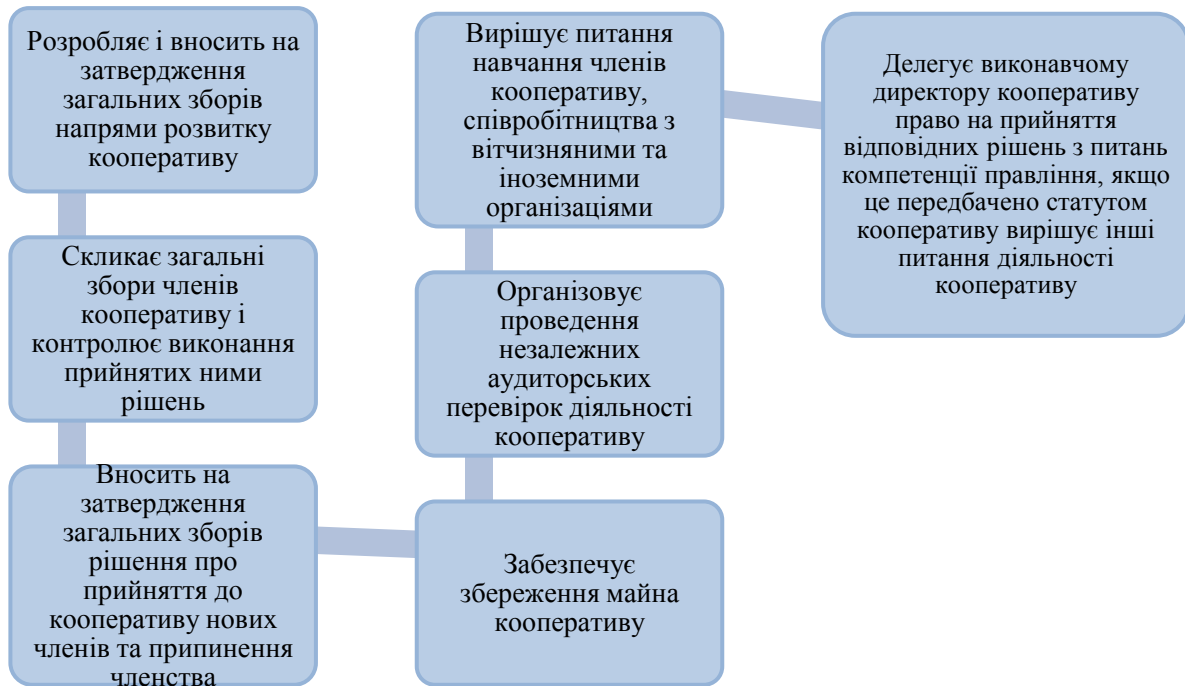 Розробляє і вносить на
затвердження
загальних зборів
напрями розвитку
кооперативу
Скликає загальні
збори членів
кооперативу і
контролює виконання
прийнятих ними
рішень
Вносить на
затвердження
загальних зборів
рішення про
прийняття до
кооперативу нових
членів та припинення
членства
Забезпечує
збереження майна
кооперативу
Організовує
проведення
незалежних
аудиторських
перевірок діяльності
кооперативу
Вирішує питання
навчання членів
кооперативу,
співробітництва з
вітчизняними та
іноземними
організаціями
Делегує виконавчому
директору кооперативу
право на прийняття
відповідних рішень з питань
компетенції правління, якщо
це передбачено статутом
кооперативу вирішує інші
питання діяльності
кооперативу